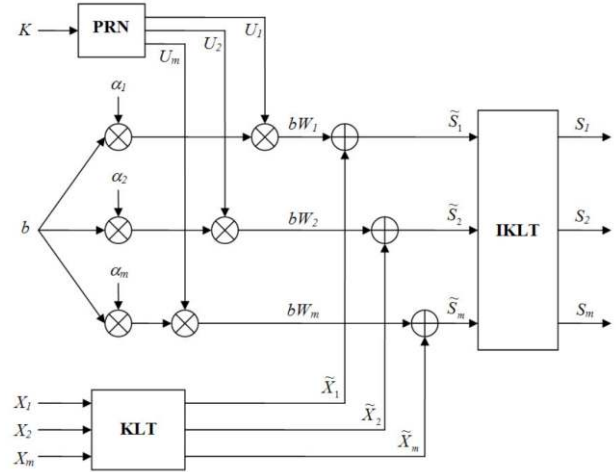 K
PRN
U₁
U₂
Uₘ
α₁
bW₁
S̃₁
S₁
α₂
b
bW₂
S̃₂
IKLT
S₂
αₘ
bWₘ
S̃ₘ
Sₘ
X₁
X₂
Xₘ
KLT
X̃₁
X̃₂
X̃ₘ